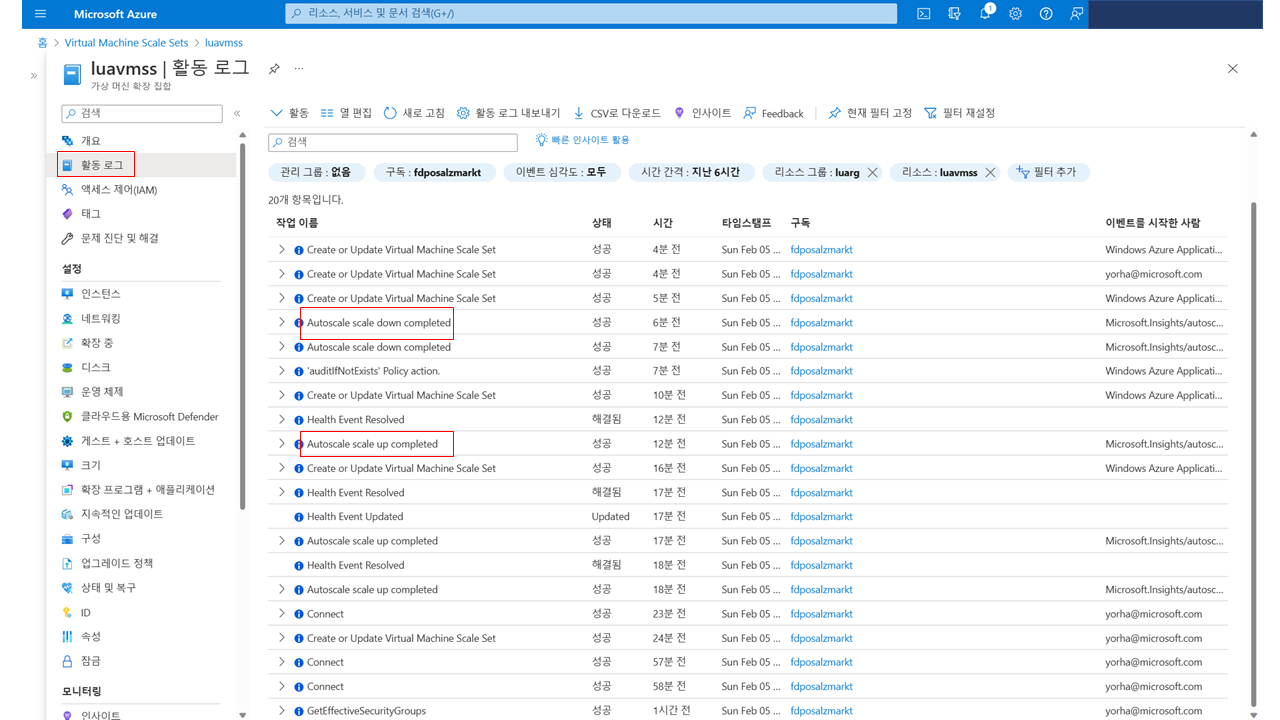 Microsoft Azure
리소스, 서비스 및 문서 검색(G+/)
1
홈 > Virtual Machine Scale Sets > luavmss
luavmss | 활동 로그
가상 머신 확장 집합
검색
개요
활동 로그
액세스 제어(IAM)
태그
문제 진단 및 해결
설정
인스턴스
네트워킹
확장 중
디스크
운영 체제
클라우드용 Microsoft Defender
게스트 + 호스트 업데이트
크기
확장 프로그램 + 애플리케이션
지속적인 업데이트
구성
업그레이드 정책
상태 및 복구
ID
속성
잠금
모니터링
인사이트
활동 열 편집 새로 고침 활동 로그 내보내기 CSV로 다운로드 인사이트 Feedback 현재 필터 고정 필터 재설정
검색 빠른 인사이트 활용
관리 그룹 : 없음 구독 : fdposalzmarkt 이벤트 심각도 : 모두 시간 간격 : 지난 6시간 리소스 그룹 : luarg 리소스 : luavmss 필터 추가
20개 항목입니다.
작업 이름 상태 시간 타임스탬프 구독 이벤트를 시작한 사람
Create or Update Virtual Machine Scale Set 성공 4분 전 Sun Feb 05 ... fdposalzmarkt Windows Azure Applicati...
Create or Update Virtual Machine Scale Set 성공 4분 전 Sun Feb 05 ... fdposalzmarkt yorha@microsoft.com
Create or Update Virtual Machine Scale Set 성공 5분 전 Sun Feb 05 ... fdposalzmarkt Windows Azure Applicati...
Autoscale scale down completed 성공 6분 전 Sun Feb 05 ... fdposalzmarkt Microsoft.Insights/autosc...
Autoscale scale down completed 성공 7분 전 Sun Feb 05 ... fdposalzmarkt Microsoft.Insights/autosc...
'auditIfNotExists' Policy action. 성공 7분 전 Sun Feb 05 ... fdposalzmarkt Windows Azure Applicati...
Create or Update Virtual Machine Scale Set 성공 10분 전 Sun Feb 05 ... fdposalzmarkt Windows Azure Applicati...
Health Event Resolved 해결됨 12분 전 Sun Feb 05 ... fdposalzmarkt
Autoscale scale up completed 성공 12분 전 Sun Feb 05 ... fdposalzmarkt Microsoft.Insights/autosc...
Create or Update Virtual Machine Scale Set 성공 16분 전 Sun Feb 05 ... fdposalzmarkt Windows Azure Applicati...
Health Event Resolved 해결됨 17분 전 Sun Feb 05 ... fdposalzmarkt
Health Event Updated Updated 17분 전 Sun Feb 05 ... fdposalzmarkt
Autoscale scale up completed 성공 17분 전 Sun Feb 05 ... fdposalzmarkt Microsoft.Insights/autosc...
Health Event Resolved 해결됨 18분 전 Sun Feb 05 ... fdposalzmarkt
Autoscale scale up completed 성공 18분 전 Sun Feb 05 ... fdposalzmarkt Microsoft.Insights/autosc...
Connect 성공 23분 전 Sun Feb 05 ... fdposalzmarkt yorha@microsoft.com
Create or Update Virtual Machine Scale Set 성공 24분 전 Sun Feb 05 ... fdposalzmarkt yorha@microsoft.com
Connect 성공 57분 전 Sun Feb 05 ... fdposalzmarkt yorha@microsoft.com
Connect 성공 58분 전 Sun Feb 05 ... fdposalzmarkt yorha@microsoft.com
GetEffectiveSecurityGroups 성공 1시간 전 Sun Feb 05 ... fdposalzmarkt yorha@microsoft.com